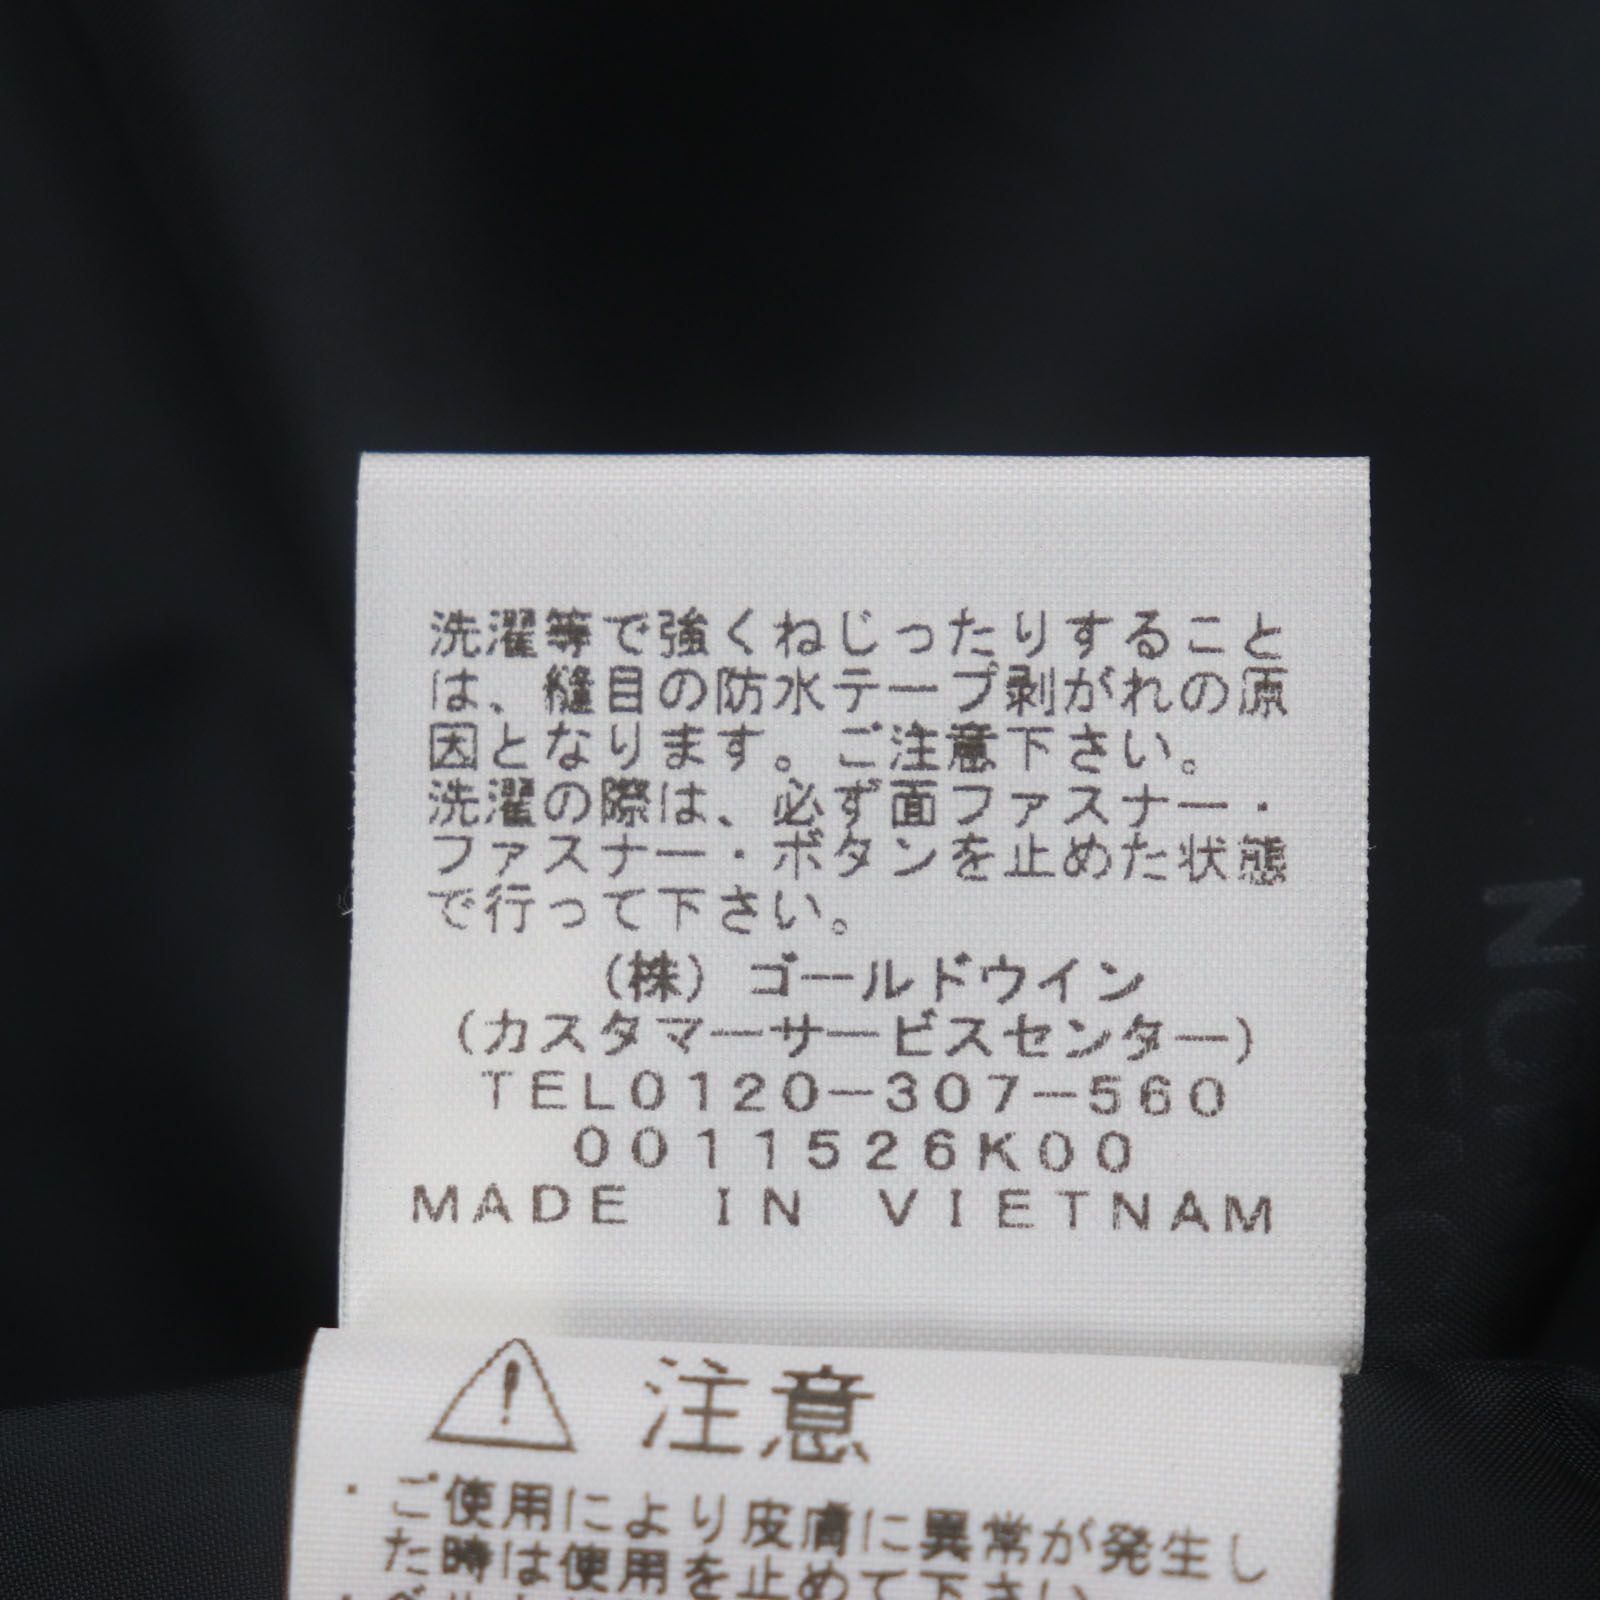 洗濯等で強くねじったりすること
は、縫目の防水テープ剥がれの原
因となります。ご注意下さい。
洗濯の際は、必ず面ファスナー・
ファスナー・ボタンを止めた状態
で行って下さい。
(株)ゴールドウイン
(カスタマーサービスセンター)
TEL0120-307-560
0011526K00
MADE IN VIETNAM
注意
・ご使用により皮膚に異常が発生し
た時は使用を止めて下さい